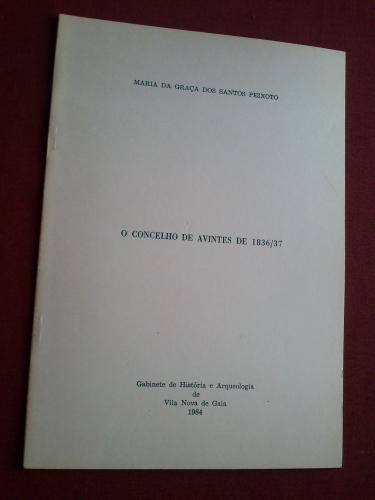 MARIA DA GRAÇA DOS SANTOS PEIXOTO
O CONCELHO DE AVINTES DE 1836/37
Gabinete de História e Arqueologia
de
Vila Nova de Gaia
1984